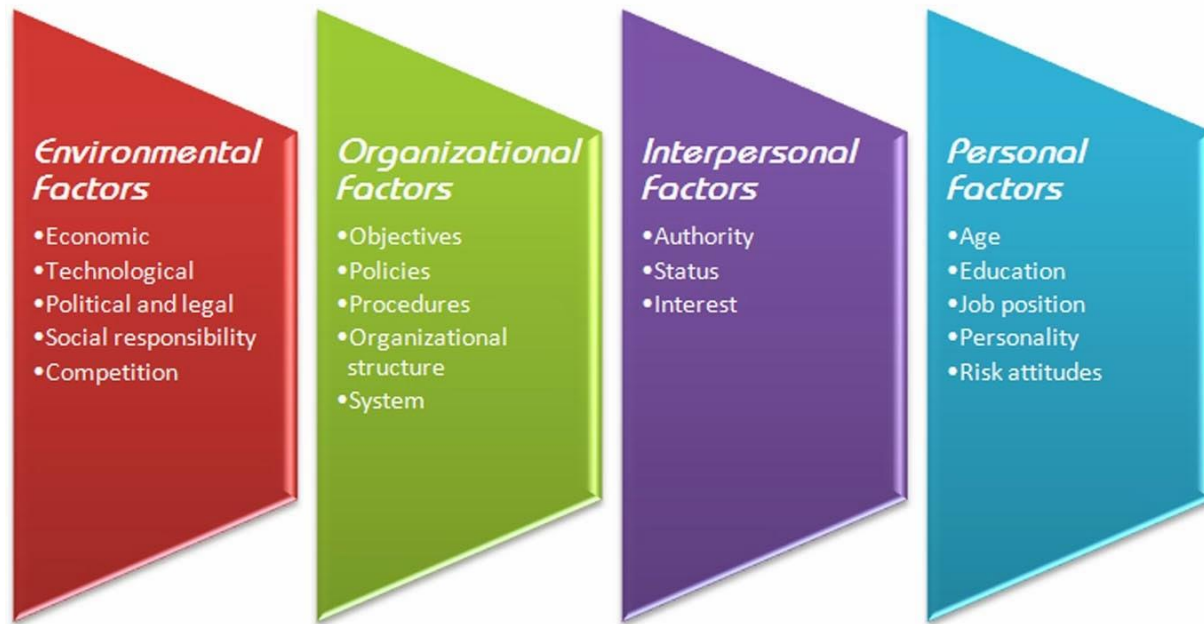 Environmental
Factors
•Economic
•Technological
•Political and legal
•Social responsibility
•Competition
Organizational
Factors
•Objectives
•Policies
•Procedures
•Organizational
structure
•System
Interpersonal
Factors
•Authority
•Status
•Interest
Personal
Factors
•Age
•Education
•Job position
•Personality
•Risk attitudes